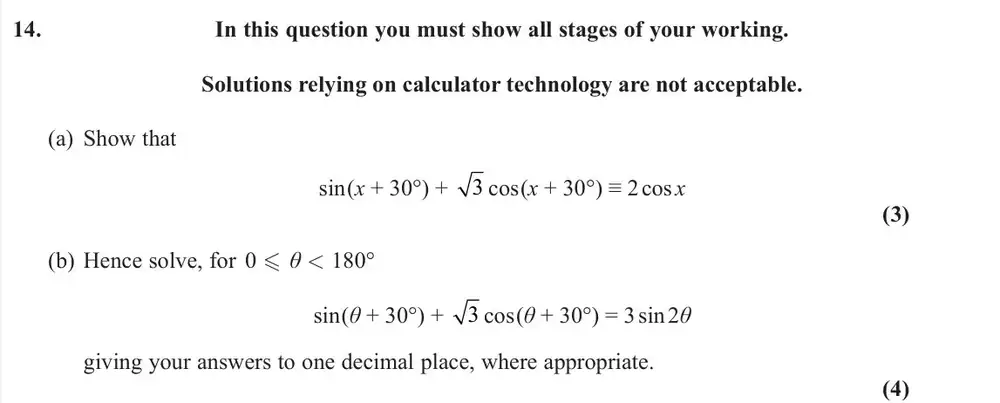 14. In this question you must show all stages of your working.
Solutions relying on calculator technology are not acceptable.
(a) Show that
sin(x + 30°) + √3 cos(x + 30°) ≡ 2 cos x
(3)
(b) Hence solve, for 0 ⩽ θ < 180°
sin(θ + 30°) + √3 cos(θ + 30°) = 3 sin 2θ
giving your answers to one decimal place, where appropriate.
(4)